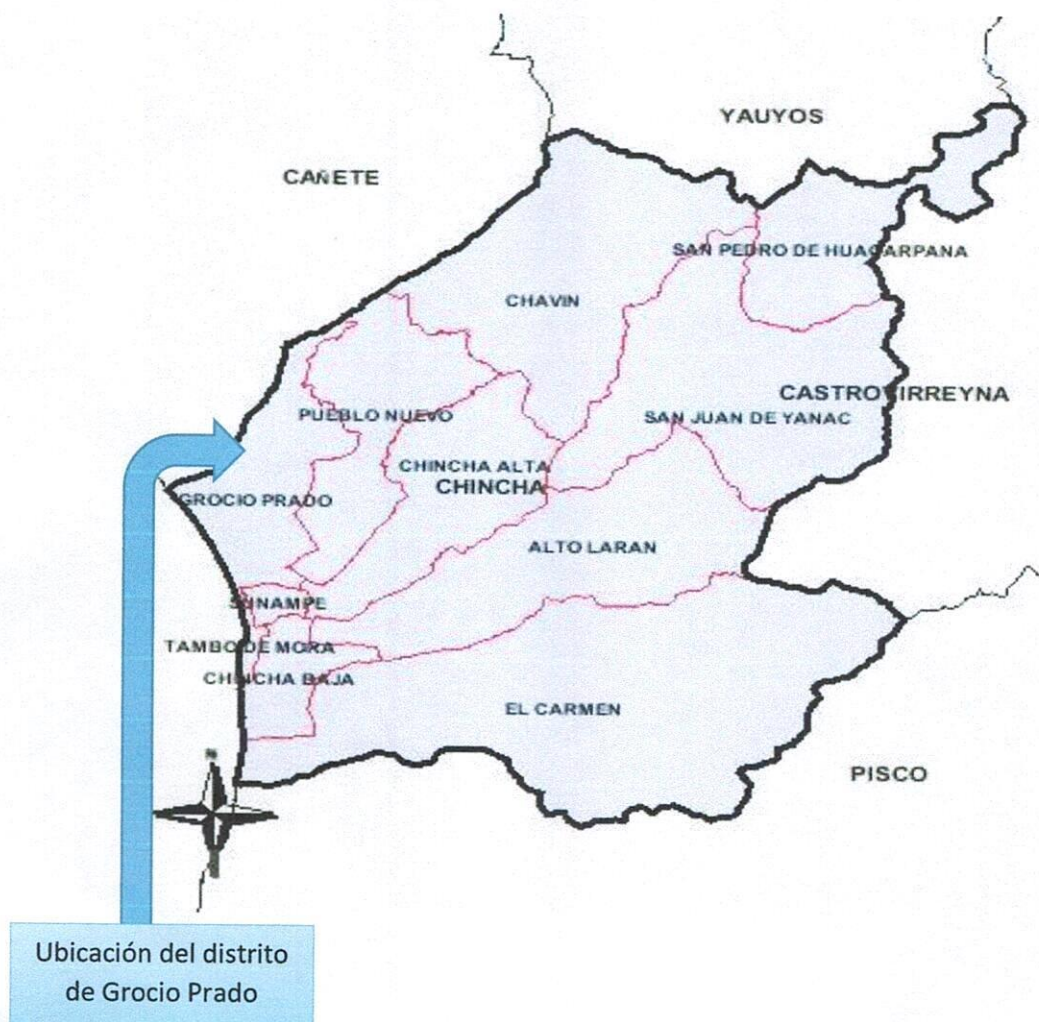 YAUYOS
CAÑETE
SAN PEDRO DE HUACARPANA
CHAVIN
CASTROVIRREYNA
PUEBLO NUEVO
SAN JUAN DE YANAC
CHINCHA ALTA
CHINCHA
GROCIO PRADO
ALTO LARAN
SUNAMPE
TAMBO DE MORA
CHINCHA BAJA
EL CARMEN
PISCO
N
Ubicación del distrito
de Grocio Prado